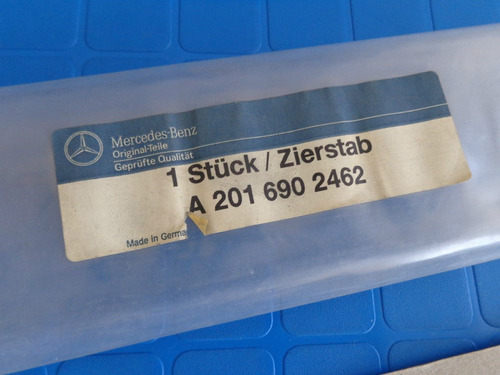 Mercedes-Benz
Original-Teile
Geprüfte Qualität
1 Stück / Zierstab
A 201 690 2462
Made in Germa